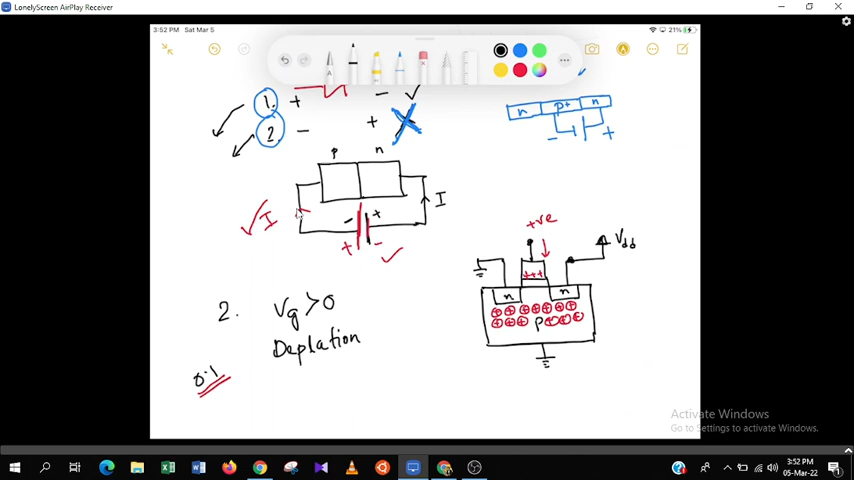 LonelyScreen AirPlay Receiver
3:52 PM Sat Mar 5
21%
1. + - ✓
2. - +
n p+ n
- +
p n
I
- +
✓ I
+ - ✓
+ve
Vdd
+++
n n
p
2. Vg>0
Deplation
0.1
Activate Windows
Go to Settings to activate Windows.
3:52 PM
05-Mar-22